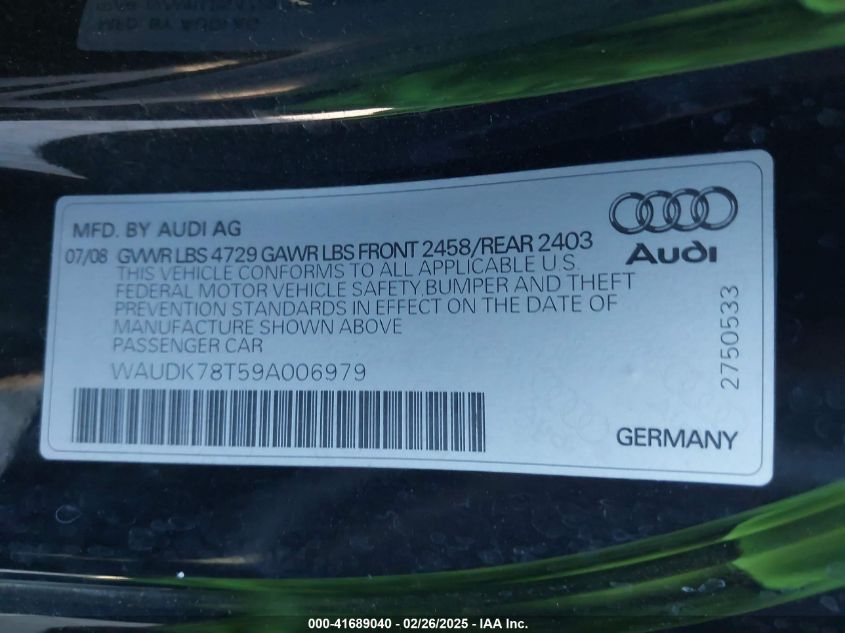 MFD. BY AUDI AG
07/08 GVWR LBS 4729 GAWR LBS FRONT 2458/REAR 2403
THIS VEHICLE CONFORMS TO ALL APPLICABLE U.S.
FEDERAL MOTOR VEHICLE SAFETY,BUMPER AND THEFT
PREVENTION STANDARDS IN EFFECT ON THE DATE OF
MANUFACTURE SHOWN ABOVE
PASSENGER CAR
WAUDK78T59A006979
Audi
2750533
GERMANY
000-41689040 - 02/26/2025 - IAA Inc.